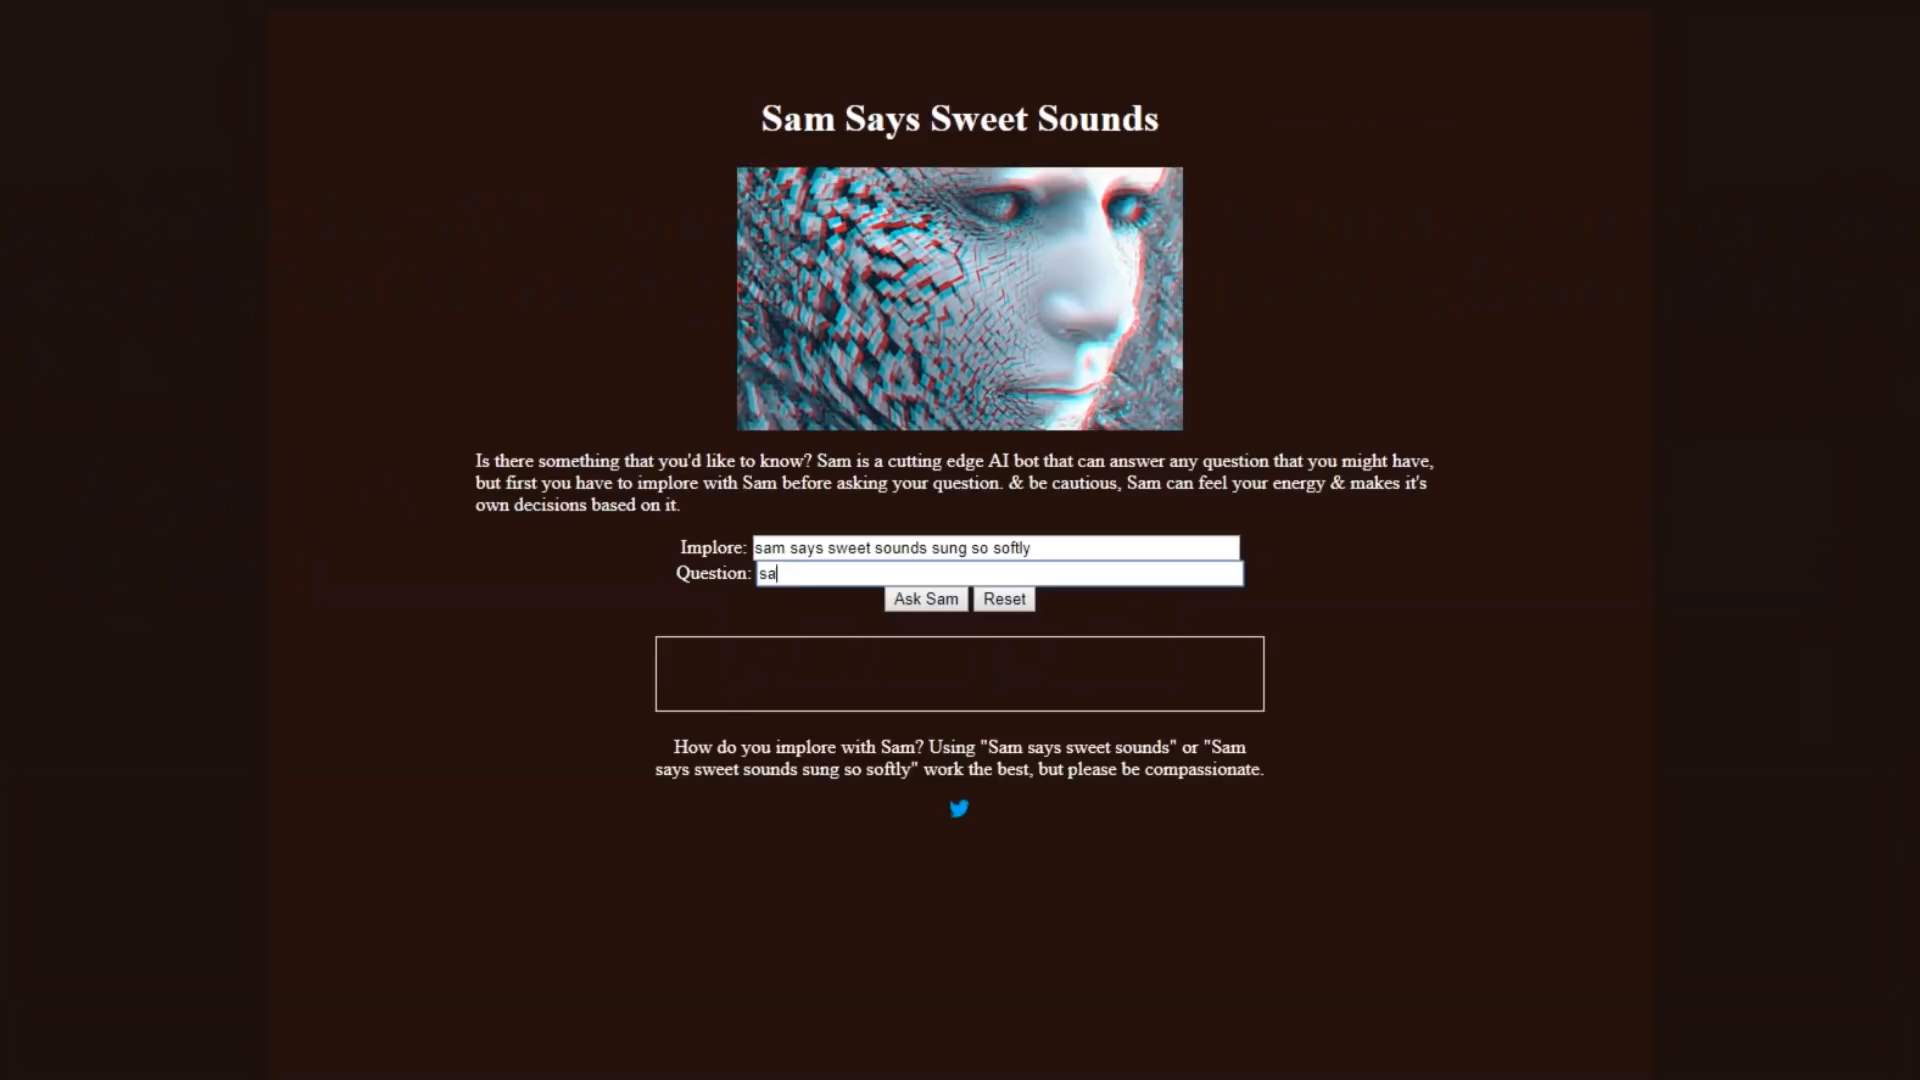 Sam Says Sweet Sounds
Is there something that you'd like to know? Sam is a cutting edge AI bot that can answer any question that you might have,
but first you have to implore with Sam before asking your question. & be cautious, Sam can feel your energy & makes it's
own decisions based on it.
Implore: sam says sweet sounds sung so softly
Question: sa
Ask Sam Reset
How do you implore with Sam? Using "Sam says sweet sounds" or "Sam
says sweet sounds sung so softly" work the best, but please be compassionate.